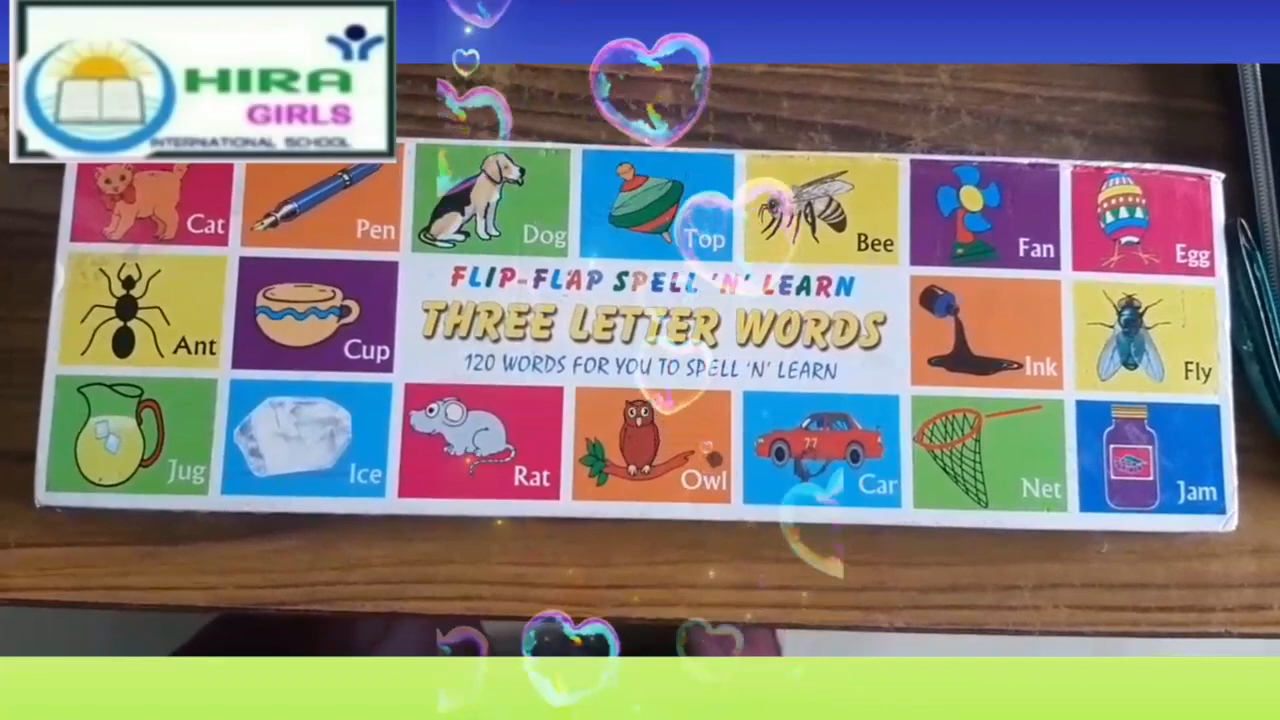 HIRA
GIRLS
INTERNATIONAL SCHOOL
Cat
Pen
Dog
Top
Bee
Fan
Egg
FLIP-FLAP SPELL 'N' LEARN
THREE LETTER WORDS
120 WORDS FOR YOU TO SPELL 'N' LEARN
Ant
Cup
Ink
Fly
Jug
Ice
Rat
Owl
77
Car
Net
Jam